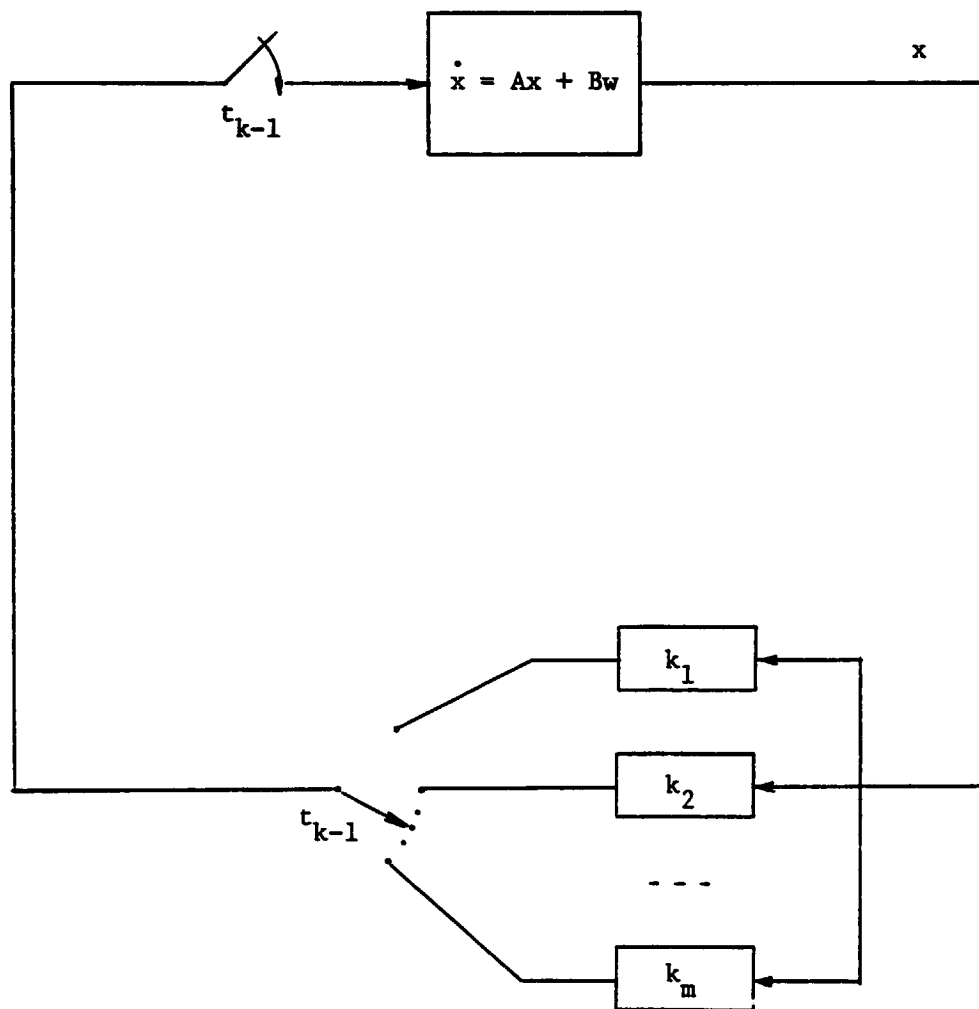 x
ẋ = Ax + Bw
t_{k-1}
k_1
k_2
t_{k-1}
- - -
k_m